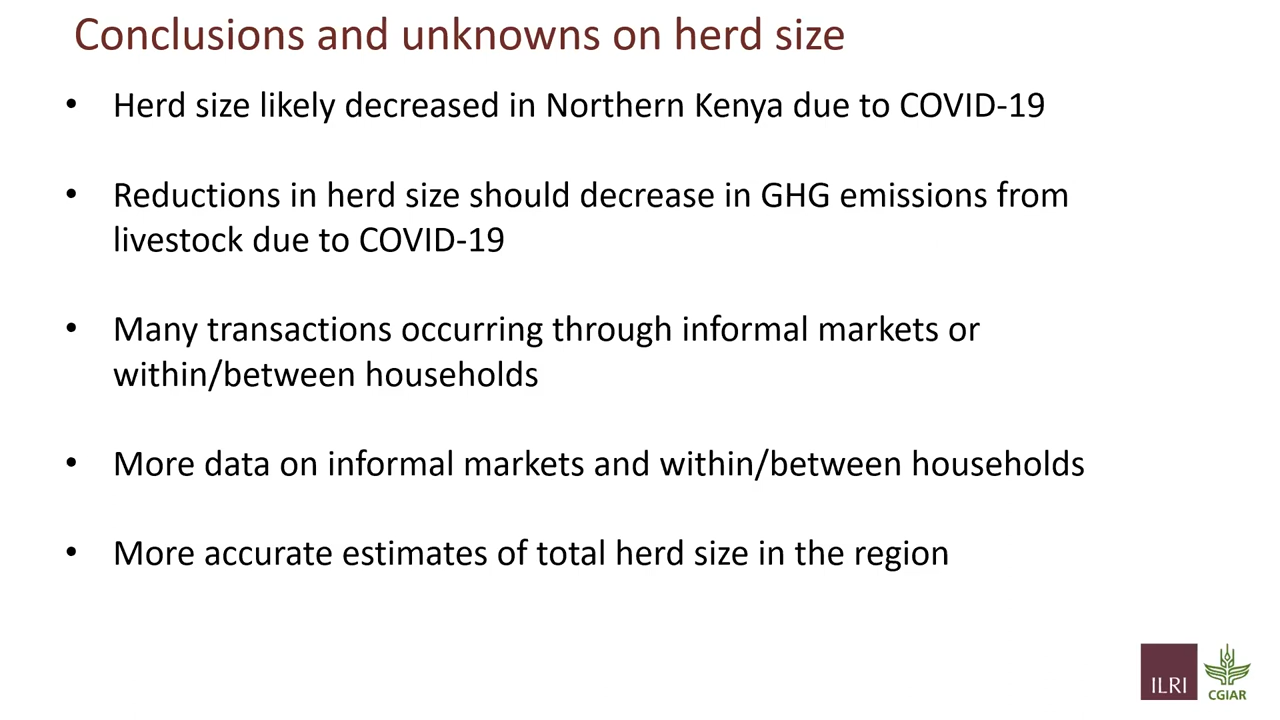 Conclusions and unknowns on herd size
• Herd size likely decreased in Northern Kenya due to COVID-19
• Reductions in herd size should decrease in GHG emissions from
livestock due to COVID-19
• Many transactions occurring through informal markets or
within/between households
• More data on informal markets and within/between households
• More accurate estimates of total herd size in the region
ILRI
CGIAR